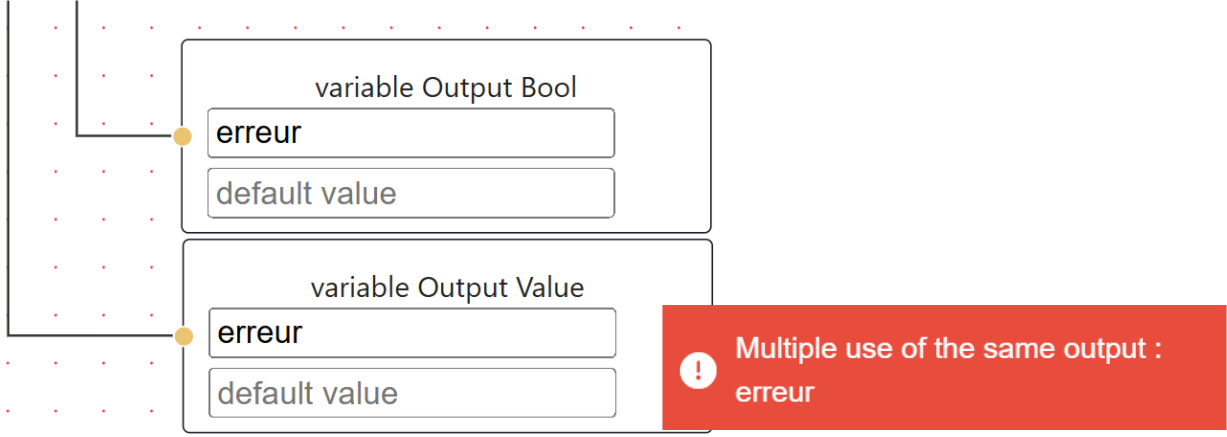 variable Output Bool
erreur
default value
variable Output Value
erreur
default value
Multiple use of the same output :
erreur